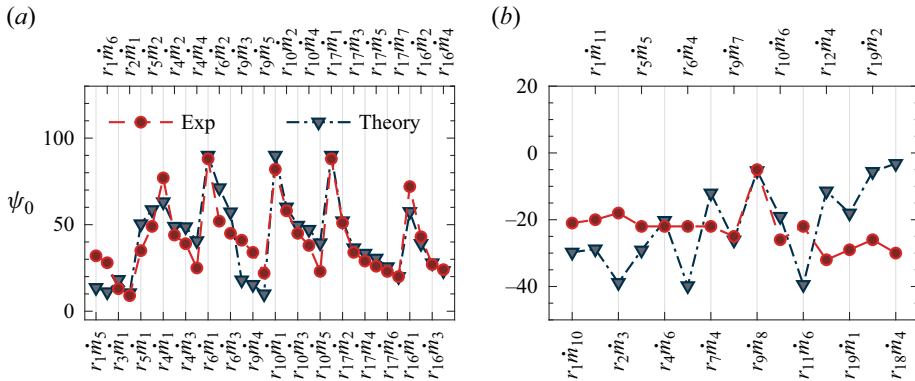 (a)
r₁ṁ₆ r₂ṁ₁ r₅ṁ₂ r₄ṁ₂ r₄ṁ₄ r₆ṁ₂ r₉ṁ₃ r₉ṁ₅ r₁₀ṁ₂ r₁₀ṁ₄ r₁₇ṁ₁ r₁₇ṁ₃ r₁₇ṁ₅ r₁₇ṁ₇ r₁₆ṁ₂ r₁₆ṁ₄
100
50
0
ψ₀
Exp
Theory
r₁ṁ₅ r₃ṁ₁ r₅ṁ₁ r₄ṁ₁ r₄ṁ₃ r₆ṁ₁ r₆ṁ₃ r₉ṁ₄ r₁₀ṁ₁ r₁₀ṁ₃ r₁₀ṁ₅ r₁₇ṁ₂ r₁₇ṁ₄ r₁₇ṁ₆ r₁₆ṁ₁ r₁₆ṁ₃
(b)
r₁ṁ₁₁ r₅ṁ₅ r₆ṁ₄ r₉ṁ₇ r₁₀ṁ₆ r₁₂ṁ₄ r₁₉ṁ₂
20
0
−20
−40
r₁ṁ₁₀ r₂ṁ₃ r₄ṁ₆ r₇ṁ₄ r₉ṁ₈ r₁₁ṁ₆ r₁₉ṁ₁ r₁₈ṁ₄